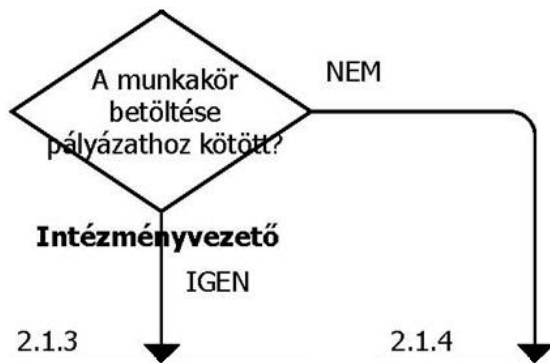 A munkakör
betöltése
pályázathoz kötött?
NEM
Intézményvezető
IGEN
2.1.3
2.1.4